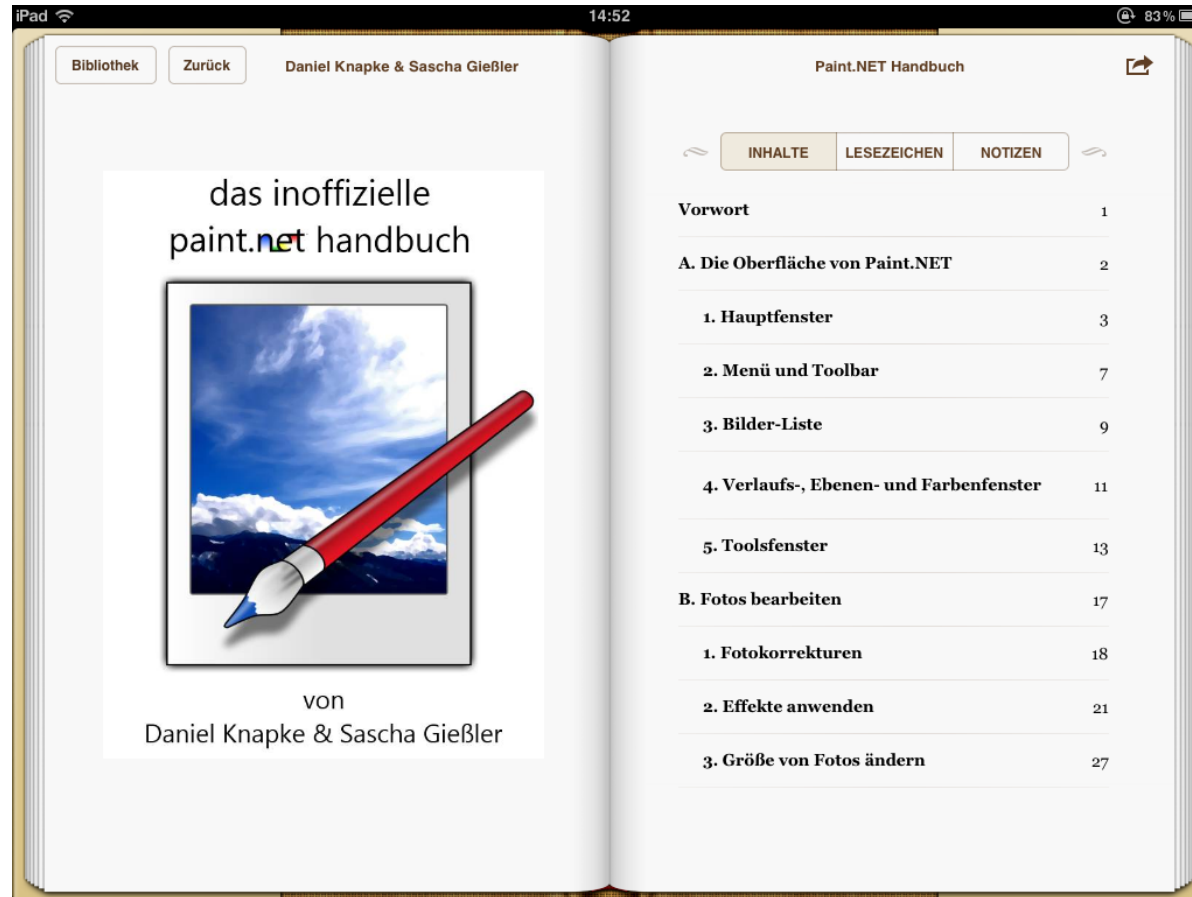 iPad 14:52 83%
Bibliothek Zurück Daniel Knapke & Sascha Gießler
das inoffizielle
paint.net handbuch
von
Daniel Knapke & Sascha Gießler
Paint.NET Handbuch
INHALTE LESEZEICHEN NOTIZEN
Vorwort 1
A. Die Oberfläche von Paint.NET 2
1. Hauptfenster 3
2. Menü und Toolbar 7
3. Bilder-Liste 9
4. Verlaufs-, Ebenen- und Farbenfenster 11
5. Toolsfenster 13
B. Fotos bearbeiten 17
1. Fotokorrekturen 18
2. Effekte anwenden 21
3. Größe von Fotos ändern 27